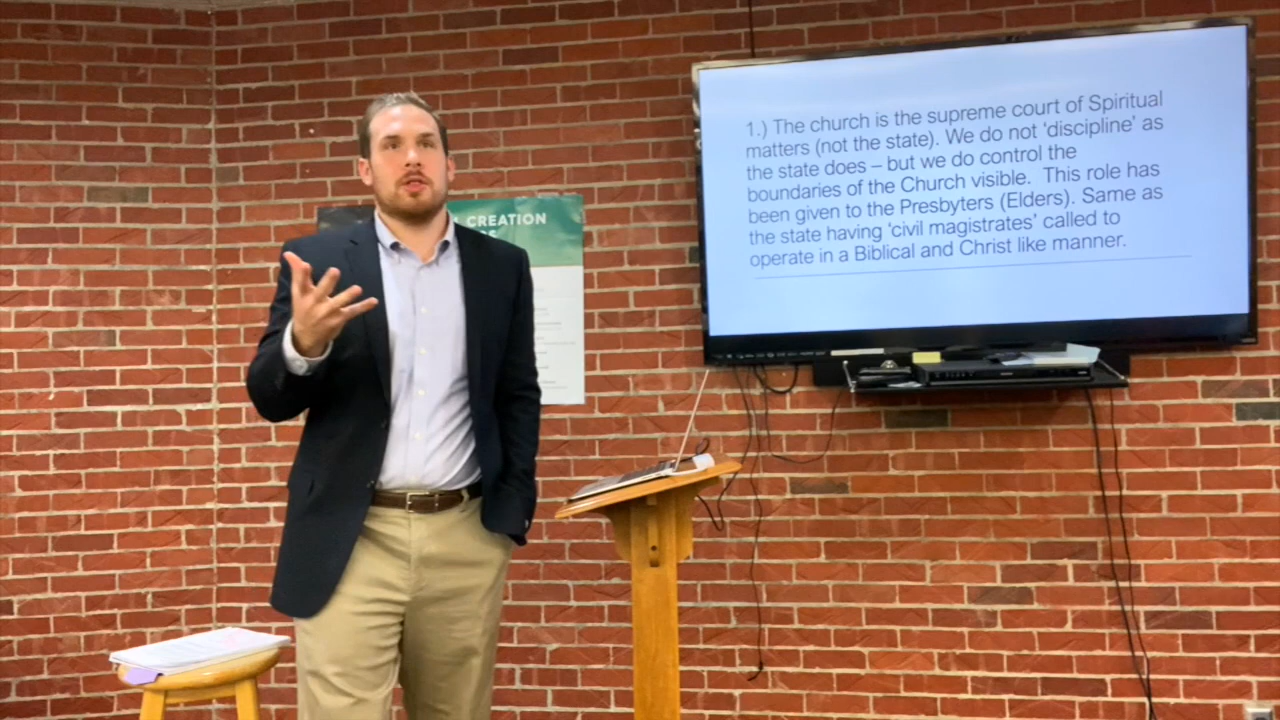 1.) The church is the supreme court of Spiritual
matters (not the state). We do not ‘discipline’ as
the state does – but we do control the
boundaries of the Church visible. This role has
been given to the Presbyters (Elders). Same as
the state having ‘civil magistrates’ called to
operate in a Biblical and Christ like manner.
CREATION